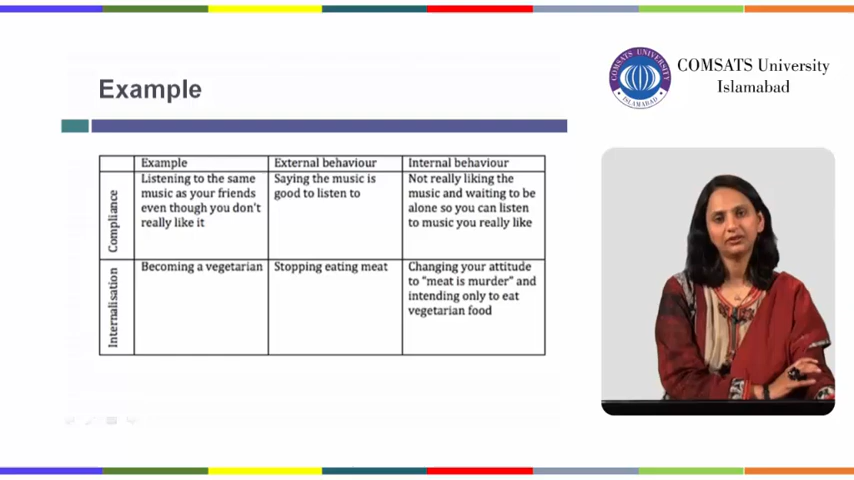 Example
COMSATS University
Islamabad
COMSATS UNIVERSITY
ISLAMABAD
Example
External behaviour
Internal behaviour
Compliance
Listening to the same
music as your friends
even though you don't
really like it
Saying the music is
good to listen to
Not really liking the
music and waiting to be
alone so you can listen
to music you really like
Internalisation
Becoming a vegetarian
Stopping eating meat
Changing your attitude
to "meat is murder" and
intending only to eat
vegetarian food